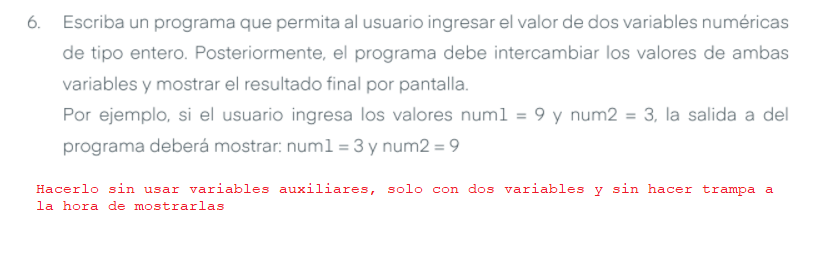 6. Escriba un programa que permita al usuario ingresar el valor de dos variables numéricas
de tipo entero. Posteriormente, el programa debe intercambiar los valores de ambas
variables y mostrar el resultado final por pantalla.
Por ejemplo, si el usuario ingresa los valores num1 = 9 y num2 = 3, la salida a del
programa deberá mostrar: num1 = 3 y num2 = 9
Hacerlo sin usar variables auxiliares, solo con dos variables y sin hacer trampa a
la hora de mostrarlas